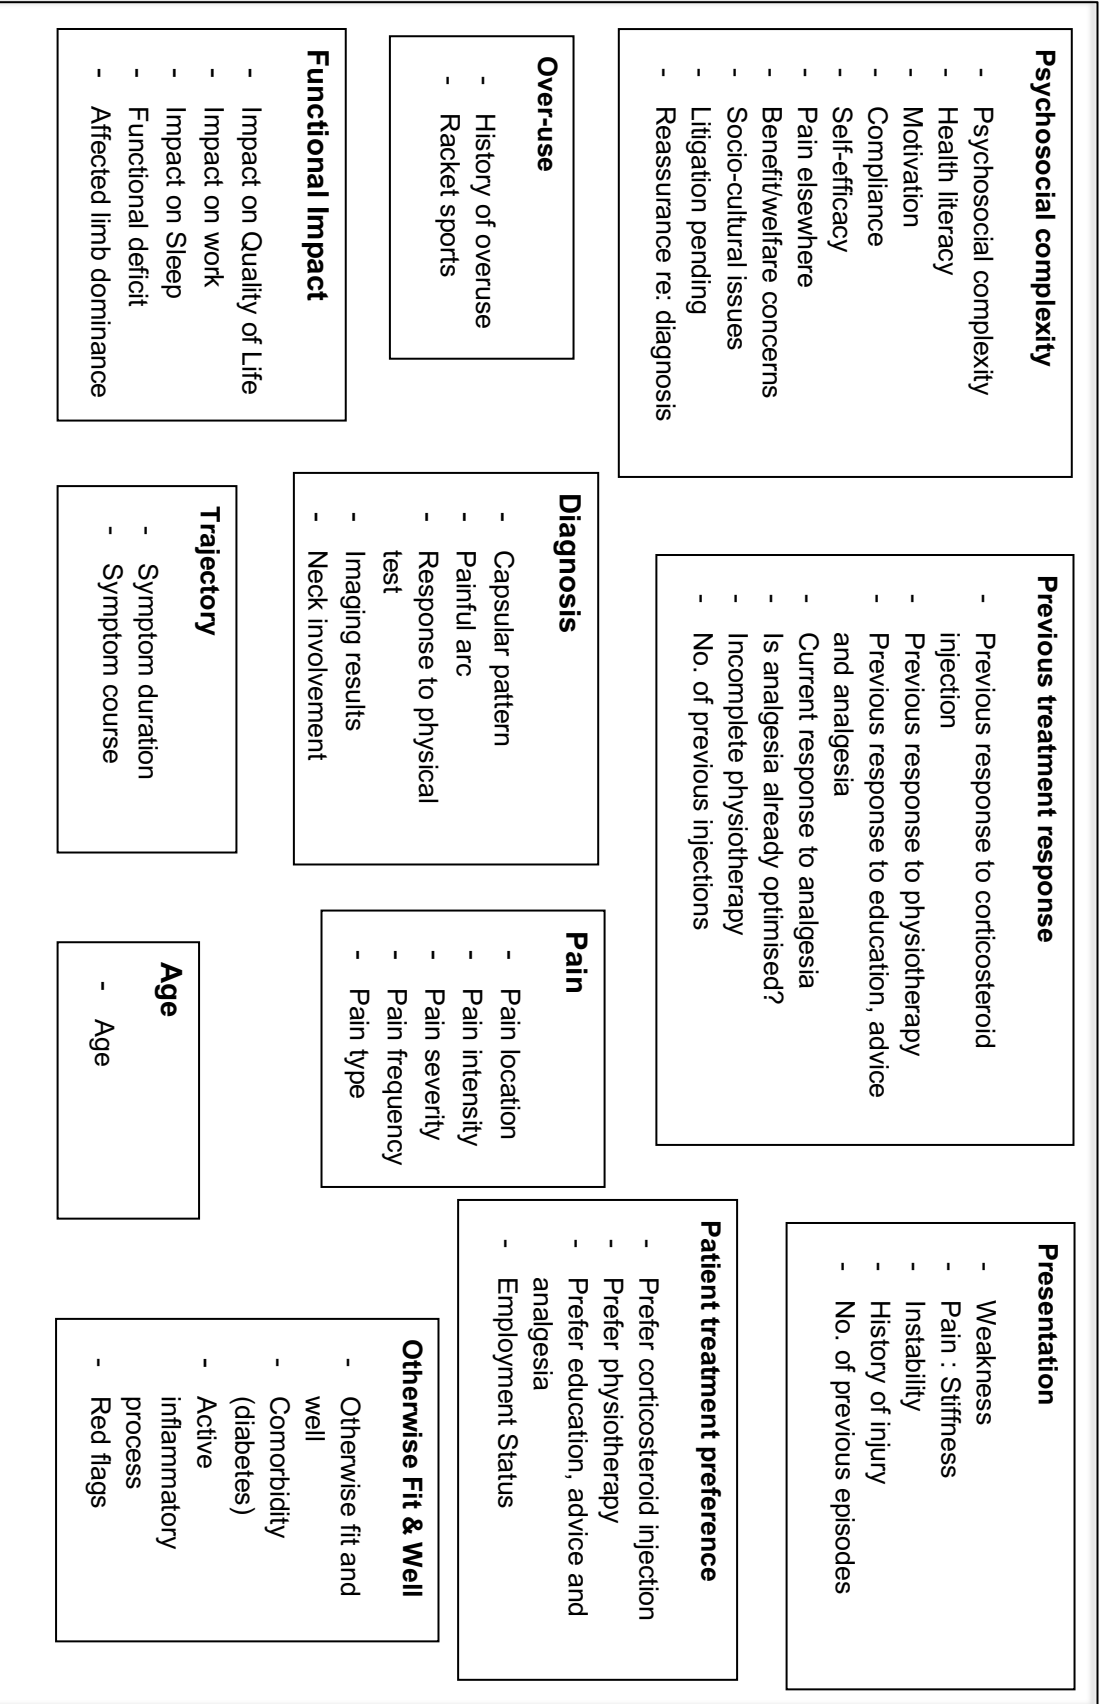 Psychosocial complexity
- Psychosocial complexity
- Health literacy
- Motivation
- Compliance
- Self-efficacy
- Pain elsewhere
- Benefit/welfare concerns
- Socio-cultural issues
- Litigation pending
- Reassurance re: diagnosis
Previous treatment response
- Previous response to corticosteroid
injection
- Previous response to physiotherapy
- Previous response to education, advice
and analgesia
- Current response to analgesia
- Is analgesia already optimised?
- Incomplete physiotherapy
- No. of previous injections
Presentation
- Weakness
- Pain : Stiffness
- Instability
- History of injury
- No. of previous episodes
Over-use
- History of overuse
- Racket sports
Diagnosis
- Capsular pattern
- Painful arc
- Response to physical
test
- Imaging results
- Neck involvement
Pain
- Pain location
- Pain intensity
- Pain severity
- Pain frequency
- Pain type
Patient treatment preference
- Prefer corticosteroid injection
- Prefer physiotherapy
- Prefer education, advice and
analgesia
- Employment Status
Functional Impact
- Impact on Quality of Life
- Impact on work
- Impact on Sleep
- Functional deficit
- Affected limb dominance
Trajectory
- Symptom duration
- Symptom course
Age
- Age
Otherwise Fit & Well
- Otherwise fit and
well
- Comorbidity
(diabetes)
- Active
inflammatory
process
- Red flags